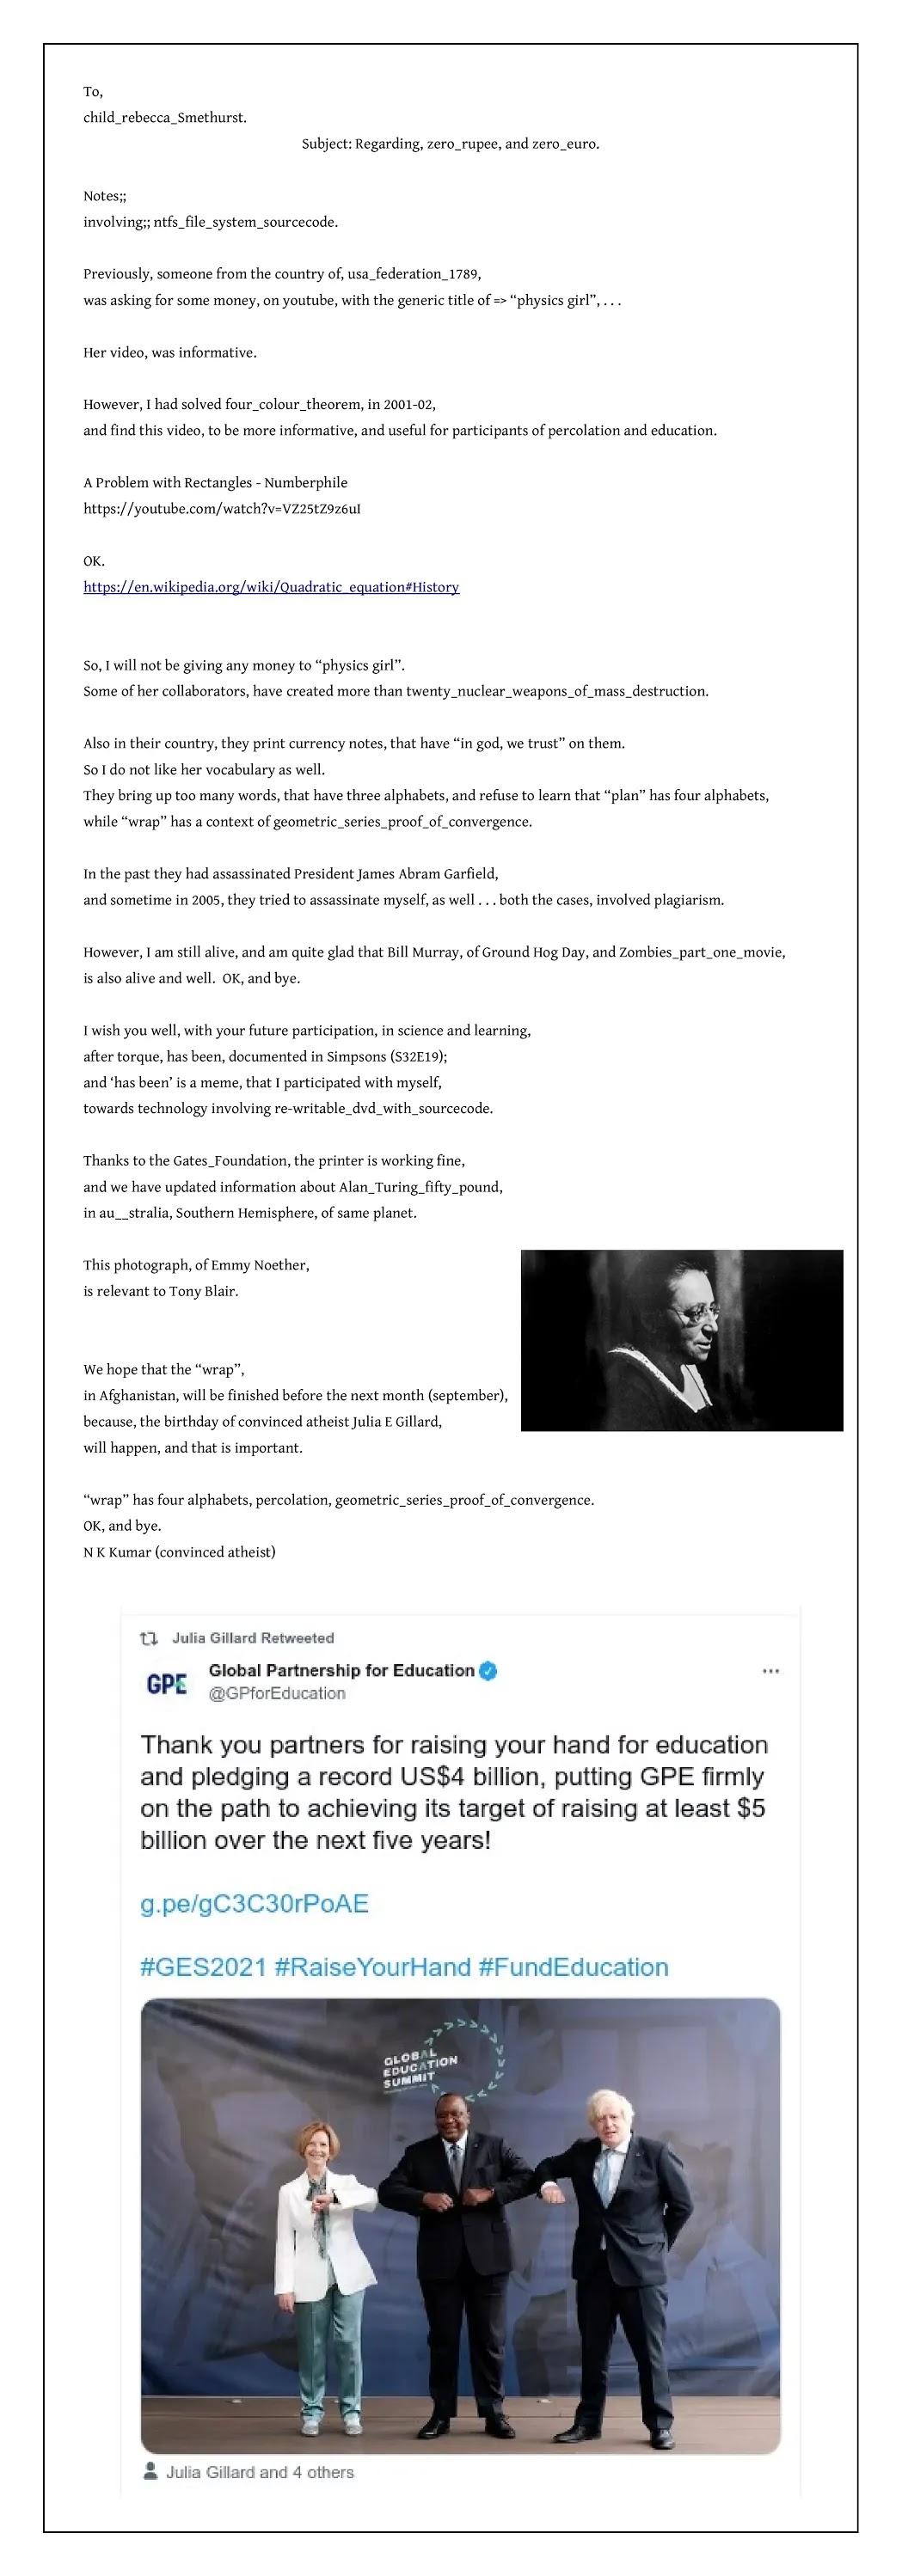 To,
child_rebecca_Smethurst.
Subject: Regarding, zero_rupee, and zero_euro.
Notes;;
involving;; ntfs_file_system_sourcecode.
Previously, someone from the country of, usa_federation_1789,
was asking for some money, on youtube, with the generic title of => “physics girl”, . . .
Her video, was informative.
However, I had solved four_colour_theorem, in 2001-02,
and find this video, to be more informative, and useful for participants of percolation and education.
A Problem with Rectangles - Numberphile
https://youtube.com/watch?v=VZ25tZ9z6uI
OK.
https://en.wikipedia.org/wiki/Quadratic_equation#History
So, I will not be giving any money to “physics girl”.
Some of her collaborators, have created more than twenty_nuclear_weapons_of_mass_destruction.
Also in their country, they print currency notes, that have “in god, we trust” on them.
So I do not like her vocabulary as well.
They bring up too many words, that have three alphabets, and refuse to learn that “plan” has four alphabets,
while “wrap” has a context of geometric_series_proof_of_convergence.
In the past they had assassinated President James Abram Garfield,
and sometime in 2005, they tried to assassinate myself, as well . . . both the cases, involved plagiarism.
However, I am still alive, and am quite glad that Bill Murray, of Ground Hog Day, and Zombies_part_one_movie,
is also alive and well.  OK, and bye.
I wish you well, with your future participation, in science and learning,
after torque, has been, documented in Simpsons (S32E19);
and ‘has been’ is a meme, that I participated with myself,
towards technology involving re-writable_dvd_with_sourcecode.
Thanks to the Gates_Foundation, the printer is working fine,
and we have updated information about Alan_Turing_fifty_pound,
in au__stralia, Southern Hemisphere, of same planet.
This photograph, of Emmy Noether,
is relevant to Tony Blair.
We hope that the “wrap”,
in Afghanistan, will be finished before the next month (september),
because, the birthday of convinced atheist Julia E Gillard,
will happen, and that is important.
“wrap” has four alphabets, percolation, geometric_series_proof_of_convergence.
OK, and bye.
N K Kumar (convinced atheist)
Julia Gillard Retweeted
GPE
Global Partnership for Education
@GPforEducation
Thank you partners for raising your hand for education
and pledging a record US$4 billion, putting GPE firmly
on the path to achieving its target of raising at least $5
billion over the next five years!
g.pe/gC3C30rPoAE
#GES2021 #RaiseYourHand #FundEducation
GLOBAL
EDUCATION
SUMMIT
Julia Gillard and 4 others